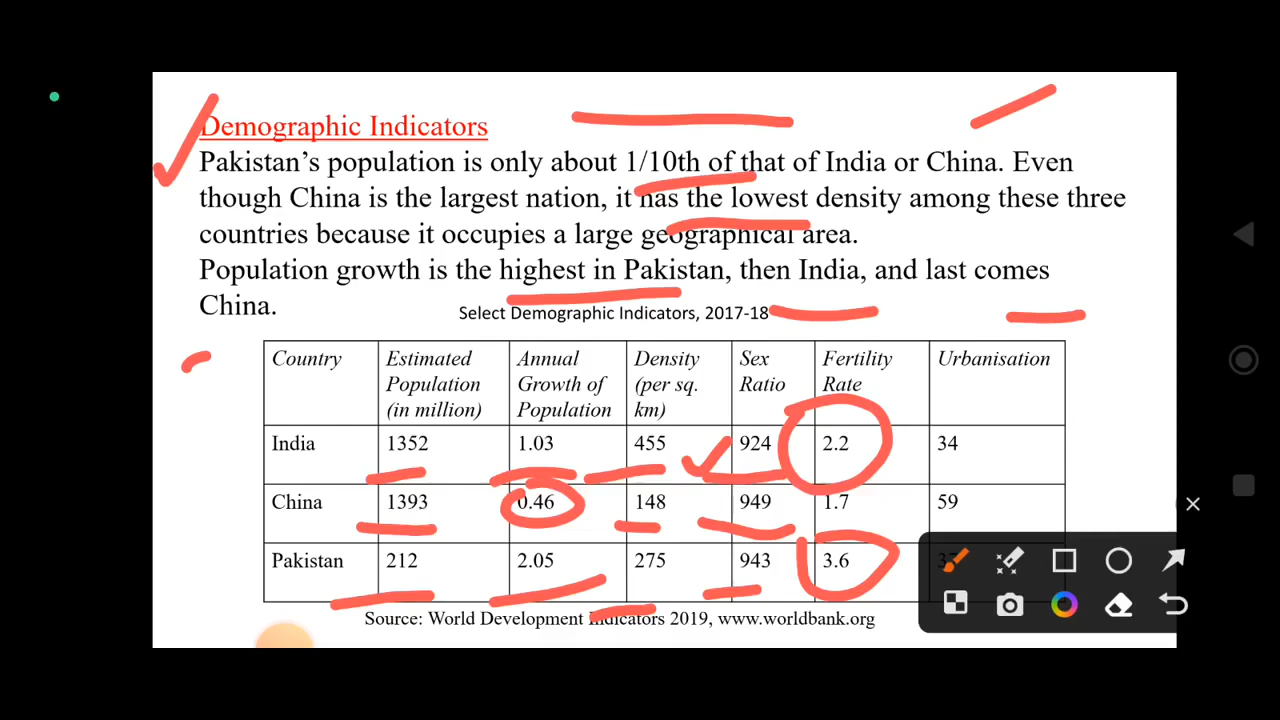 Demographic Indicators
Pakistan's population is only about 1/10th of that of India or China. Even
though China is the largest nation, it has the lowest density among these three
countries because it occupies a large geographical area.
Population growth is the highest in Pakistan, then India, and last comes
China.
Select Demographic Indicators, 2017-18
Country Estimated Population (in million) Annual Growth of Population Density (per sq. km) Sex Ratio Fertility Rate Urbanisation
India 1352 1.03 455 924 2.2 34
China 1393 0.46 148 949 1.7 59
Pakistan 212 2.05 275 943 3.6
Source: World Development Indicators 2019, www.worldbank.org